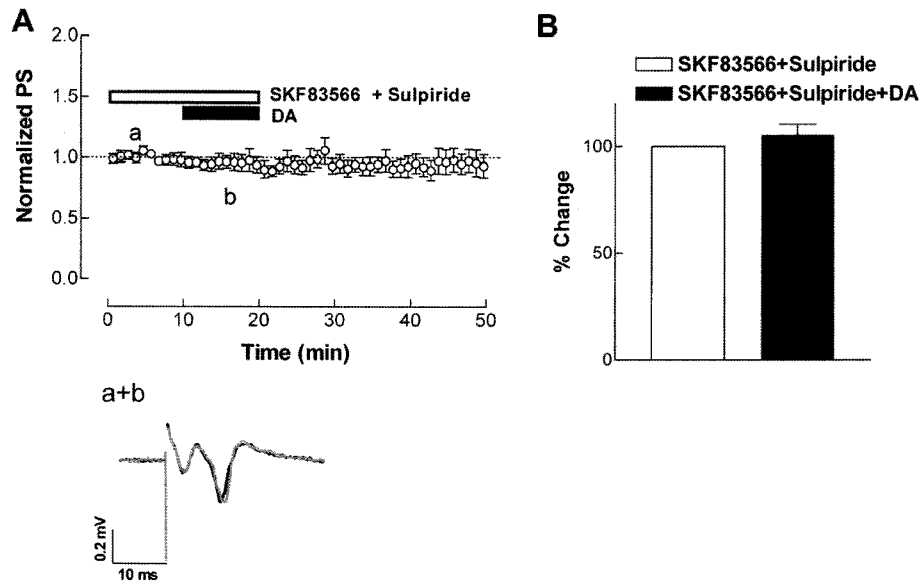 A
Normalized PS
2.0
1.5
1.0
0.5
0.0
SKF83566 + Sulpiride
DA
a
b
0 10 20 30 40 50
Time (min)
a+b
0.2 mV
10 ms
B
SKF83566+Sulpiride
SKF83566+Sulpiride+DA
% Change
100
50
0